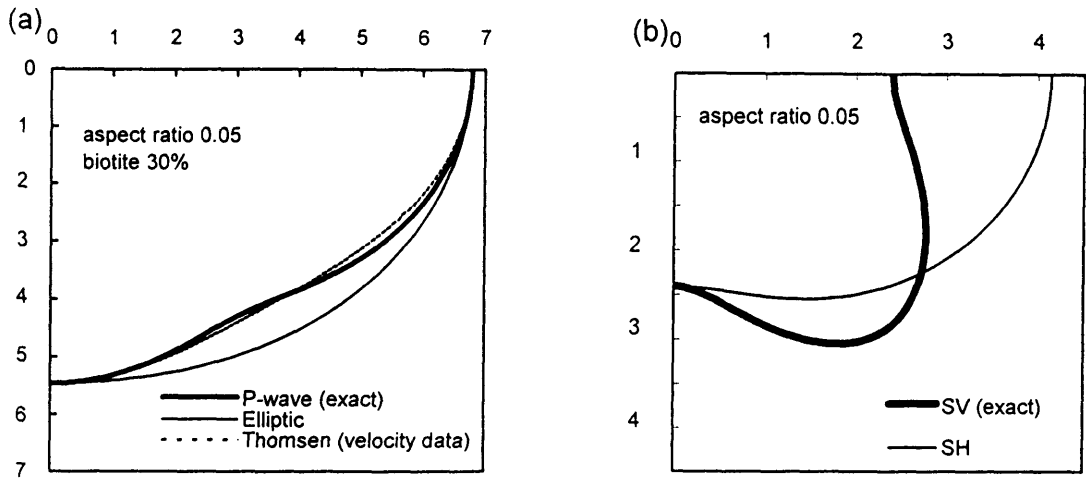 (a)
0 1 2 3 4 5 6 7
0
1
2
3
4
5
6
7
aspect ratio 0.05
biotite 30%
P-wave (exact)
Elliptic
Thomsen (velocity data)
(b)
0 1 2 3 4
1
2
3
4
aspect ratio 0.05
SV (exact)
SH